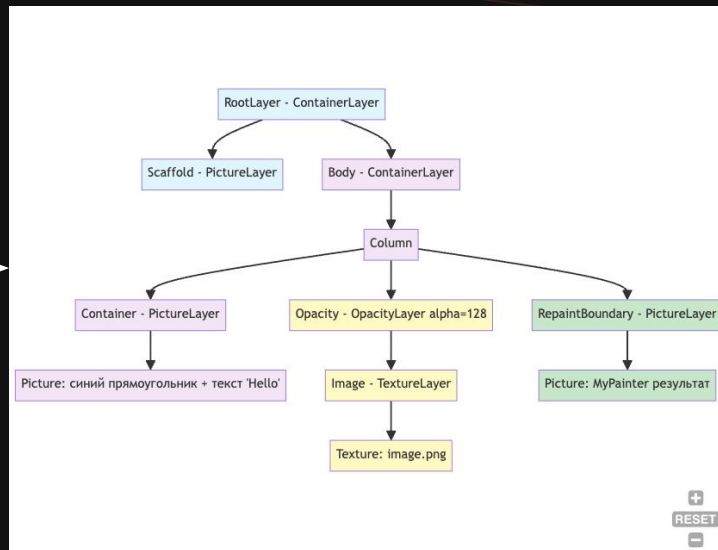 RootLayer - ContainerLayer
Scaffold - PictureLayer
Body - ContainerLayer
Column
Container - PictureLayer
Opacity - OpacityLayer alpha=128
RepaintBoundary - PictureLayer
Picture: синий прямоугольник + текст 'Hello'
Image - TextureLayer
Picture: MyPainter результат
Texture: image.png
RESET